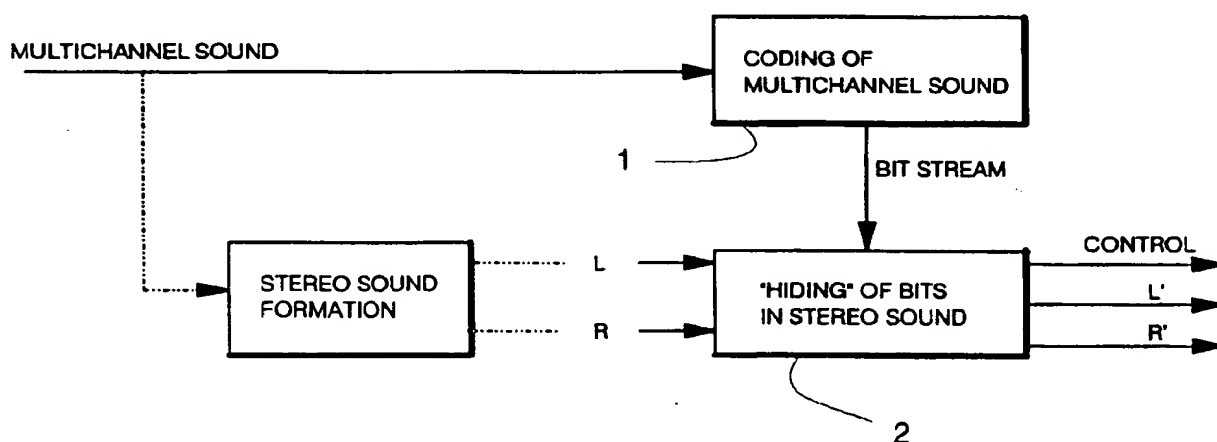 MULTICHANNEL SOUND
CODING OF
MULTICHANNEL SOUND
1
BIT STREAM
STEREO SOUND
FORMATION
L
R
"HIDING" OF BITS
IN STEREO SOUND
CONTROL
L'
R'
2